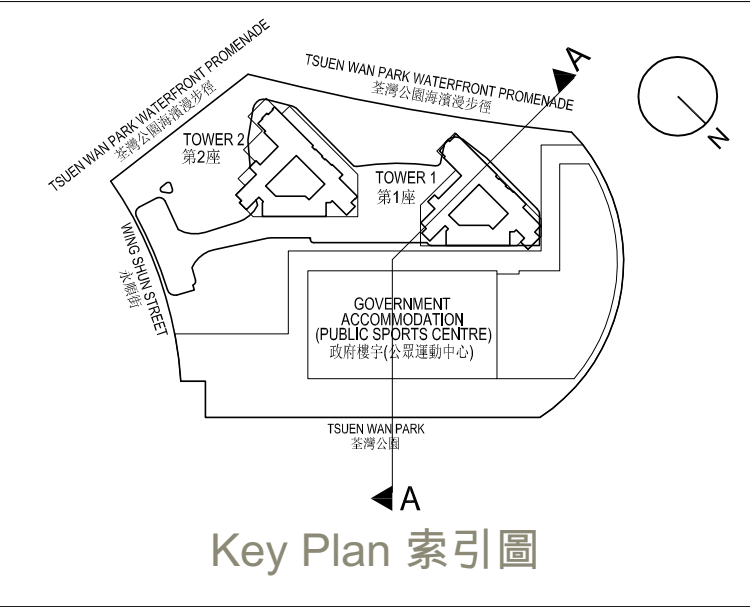 TSUEN WAN PARK WATERFRONT PROMENADE
荃灣公園海濱漫步徑
TSUEN WAN PARK WATERFRONT PROMENADE
荃灣公園海濱漫步徑
A
N
TOWER 2
第2座
TOWER 1
第1座
WING SHUN STREET
永順街
GOVERNMENT
ACCOMMODATION
(PUBLIC SPORTS CENTRE)
政府樓宇(公眾運動中心)
TSUEN WAN PARK
荃灣公園
A
Key Plan 索引圖